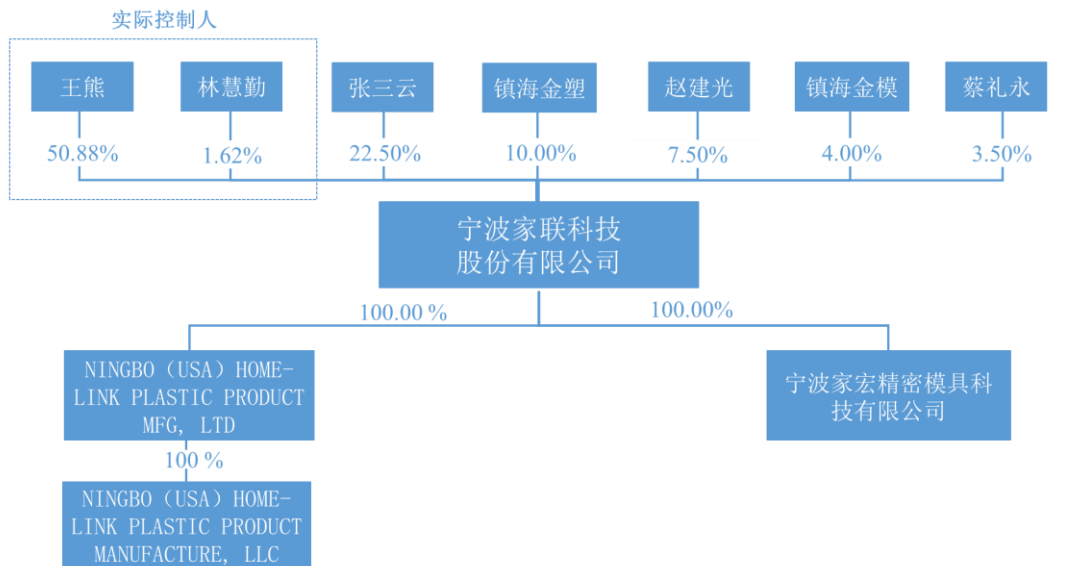 实际控制人
王熊
林慧勤
张三云
镇海金塑
赵建光
镇海金模
蔡礼永
50.88%
1.62%
22.50%
10.00%
7.50%
4.00%
3.50%
宁波家联科技
股份有限公司
100.00 %
100.00%
NINGBO（USA）HOME-
LINK PLASTIC PRODUCT
MFG, LTD
宁波家宏精密模具科
技有限公司
100 %
NINGBO（USA）HOME-
LINK PLASTIC PRODUCT
MANUFACTURE, LLC